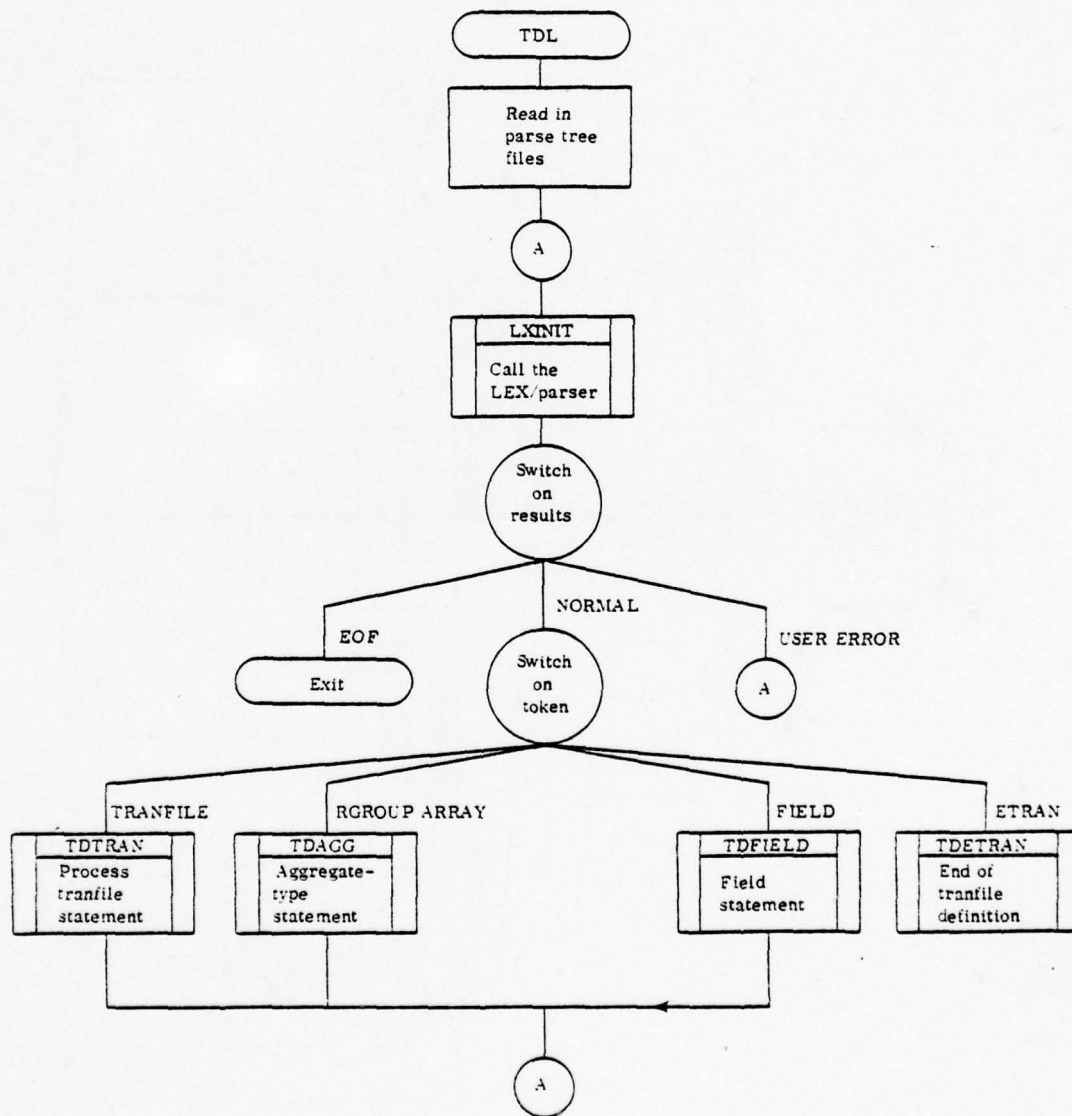 TDL
Read in
parse tree
files
A
LXINIT
Call the
LEX/parser
Switch
on
results
EOF
NORMAL
USER ERROR
Exit
Switch
on
token
A
TRANFILE
RGROUP ARRAY
FIELD
ETRAN
TDTRAN
Process
tranfile
statement
TDAGG
Aggregate-
type
statement
TDFIELD
Field
statement
TDETRAN
End of
tranfile
definition
A